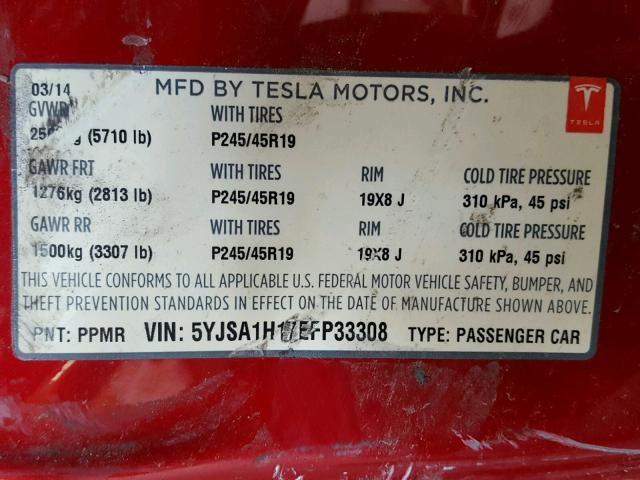 03/14 MFD BY TESLA MOTORS, INC.
GVWR WITH TIRES TESLA
(5710 lb) P245/45R19
GAWR FRT WITH TIRES RIM COLD TIRE PRESSURE
1276kg (2813 lb) P245/45R19 19X8 J 310 kPa, 45 psi
GAWR RR WITH TIRES RIM COLD TIRE PRESSURE
1500kg (3307 lb) P245/45R19 19X8 J 310 kPa, 45 psi
THIS VEHICLE CONFORMS TO ALL APPLICABLE U.S. FEDERAL MOTOR VEHICLE SAFETY, BUMPER, AND
THEFT PREVENTION STANDARDS IN EFFECT ON THE DATE OF MANUFACTURE SHOWN ABOVE.
PNT: PPMR VIN: TYPE: PASSENGER CAR